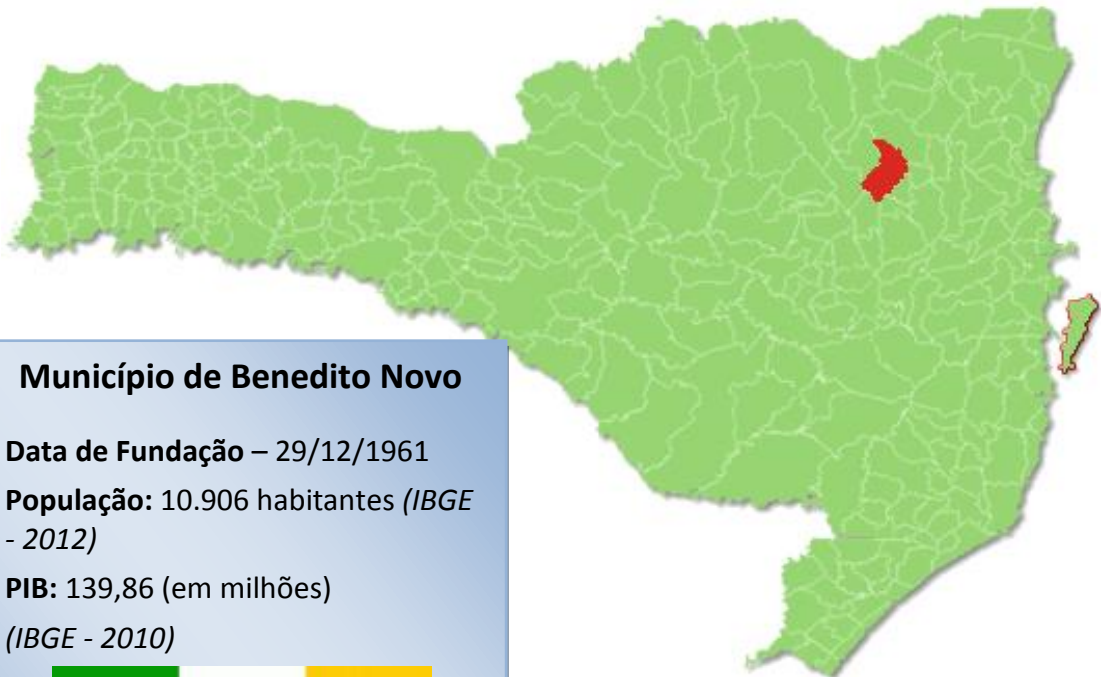 Município de Benedito Novo
Data de Fundação – 29/12/1961
População: 10.906 habitantes (IBGE
- 2012)
PIB: 139,86 (em milhões)
(IBGE - 2010)